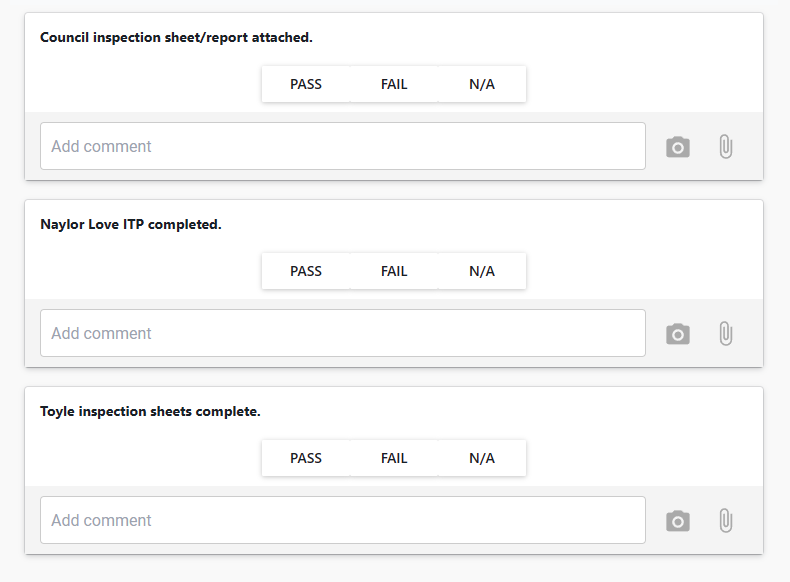 Council inspection sheet/report attached.
PASS FAIL N/A
Add comment
Naylor Love ITP completed.
PASS FAIL N/A
Add comment
Toyle inspection sheets complete.
PASS FAIL N/A
Add comment